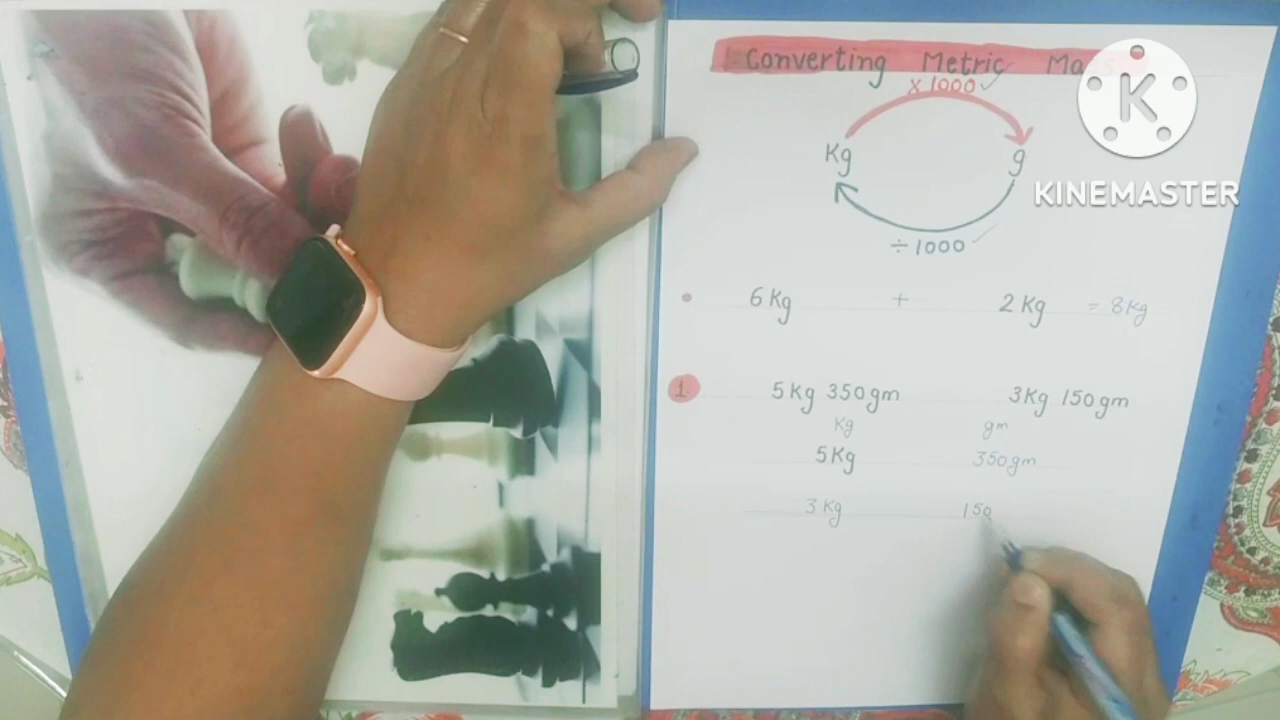 Converting Metric Ma
x 1000
Kg g
÷ 1000
6 Kg + 2 Kg = 8 Kg
1. 5 Kg 350 gm 3 Kg 150 gm
Kg gm
5 Kg 350 gm
3 Kg 150
K
KINEMASTER